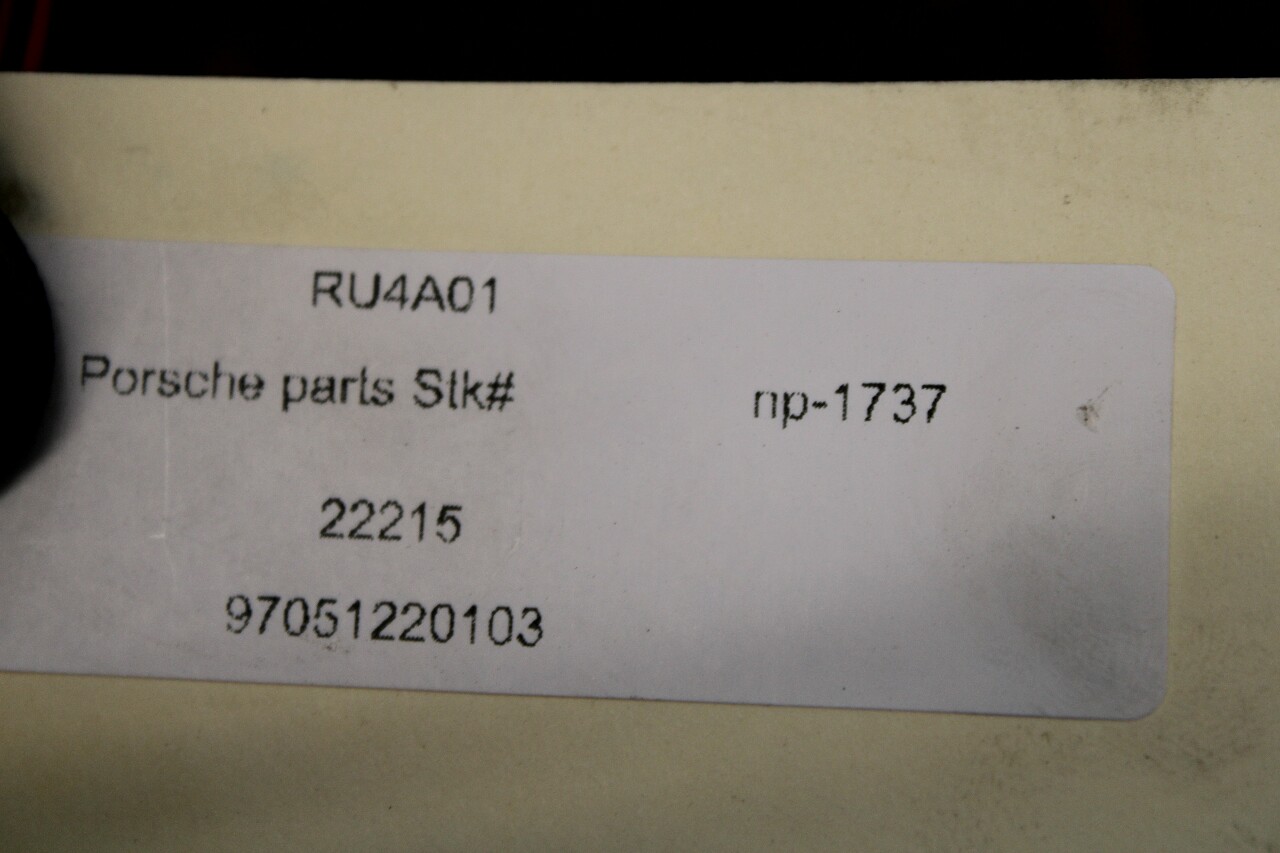 RU4A01
Porsche parts Stk# np-1737
22215
97051220103